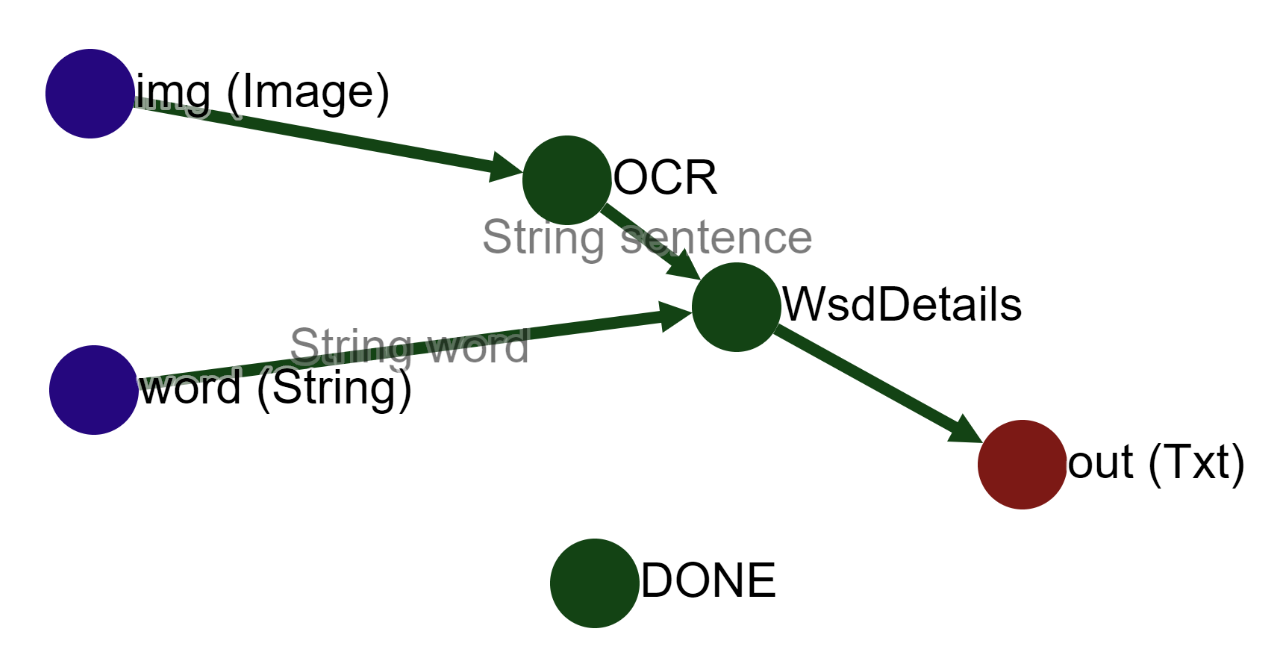 img (Image)
OCR
String sentence
WsdDetails
String word
word (String)
out (Txt)
DONE